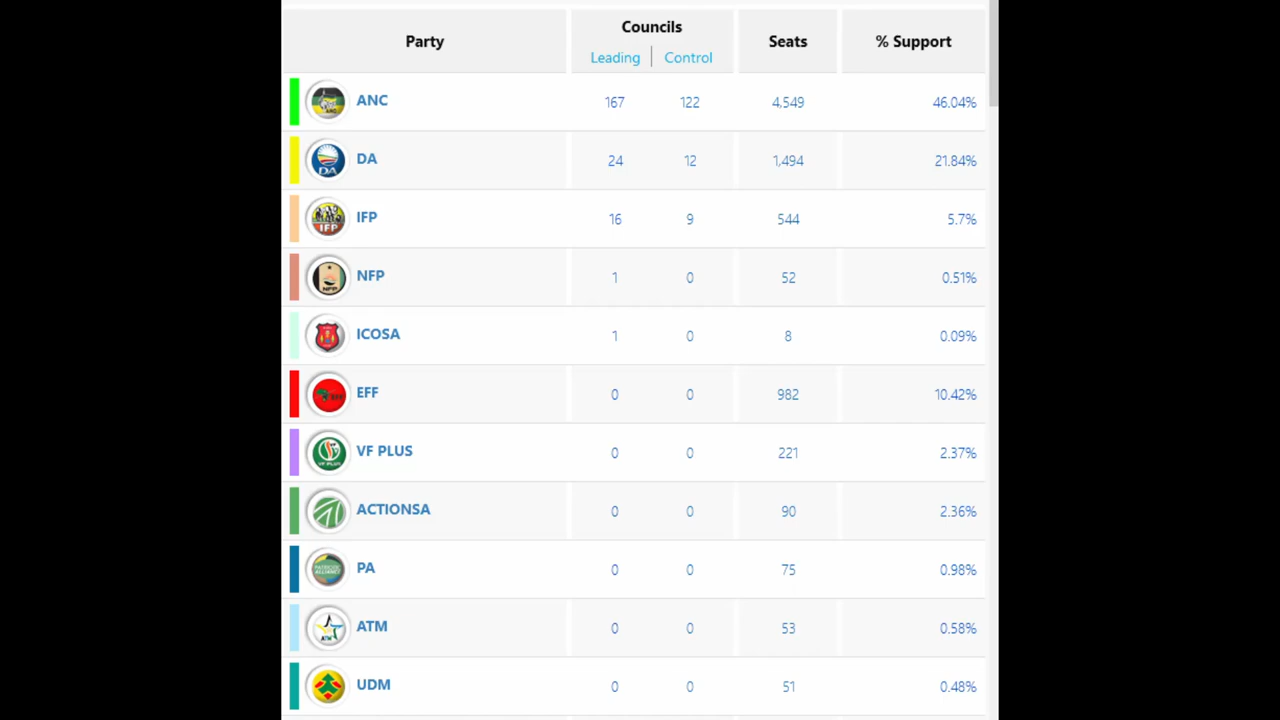 Party Councils Leading Control Seats % Support
ANC 167 122 4,549 46.04%
DA 24 12 1,494 21.84%
IFP 16 9 544 5.7%
NFP 1 0 52 0.51%
ICOSA 1 0 8 0.09%
EFF 0 0 982 10.42%
VF PLUS 0 0 221 2.37%
ACTIONSA 0 0 90 2.36%
PA 0 0 75 0.98%
ATM 0 0 53 0.58%
UDM 0 0 51 0.48%